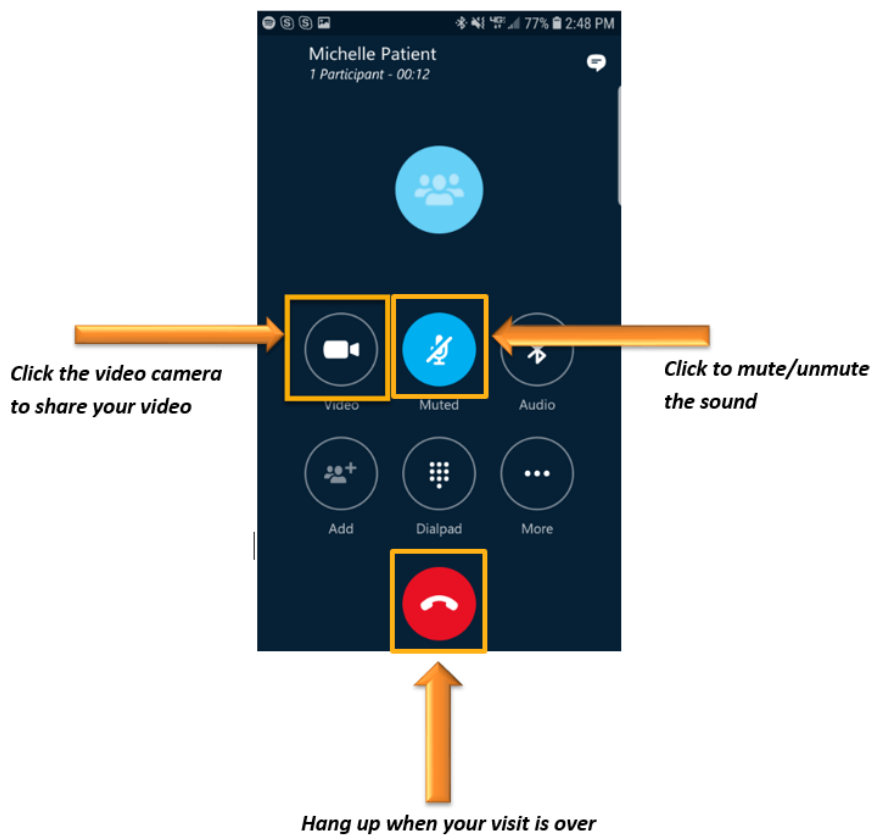 77% 2:48 PM
Michelle Patient
1 Participant - 00:12
Click the video camera
to share your video
Click to mute/unmute
the sound
Video
Muted
Audio
Add
Dialpad
More
Hang up when your visit is over